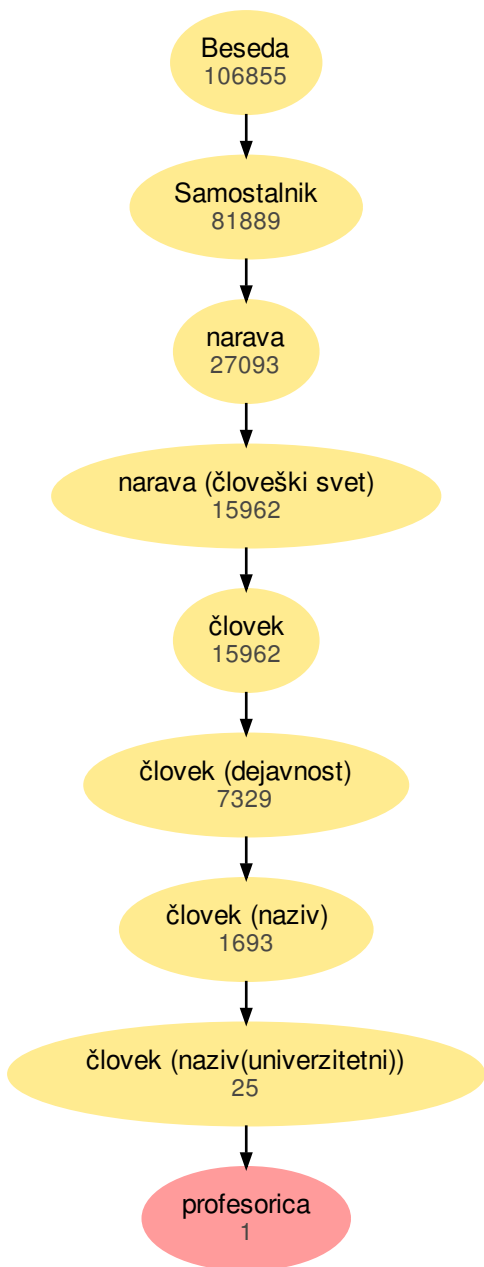 Beseda
106855
Samostalnik
81889
narava
27093
narava (človeški svet)
15962
človek
15962
človek (dejavnost)
7329
človek (naziv)
1693
človek (naziv(univerzitetni))
25
profesorica
1